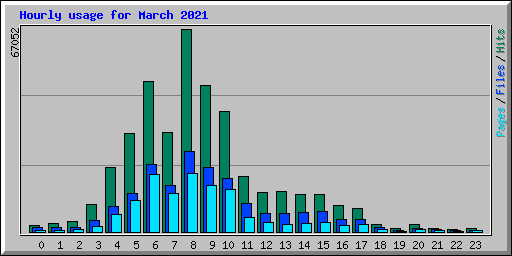 Hourly usage for March 2021
67052
Pages/Files/Hits
0 1 2 3 4 5 6 7 8 9 10 11 12 13 14 15 16 17 18 19 20 21 22 23